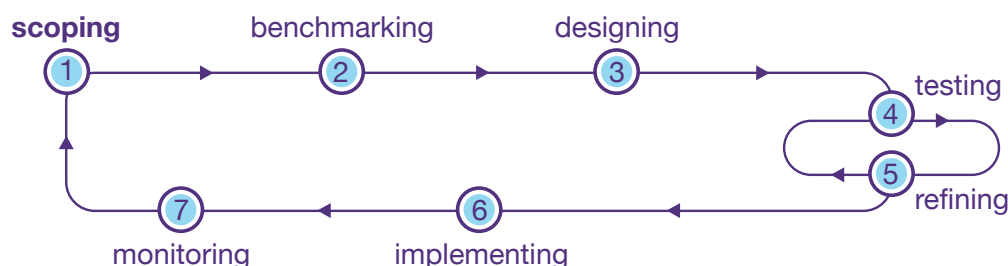 scoping
1
benchmarking
2
designing
3
testing
4
5
refining
6
implementing
7
monitoring